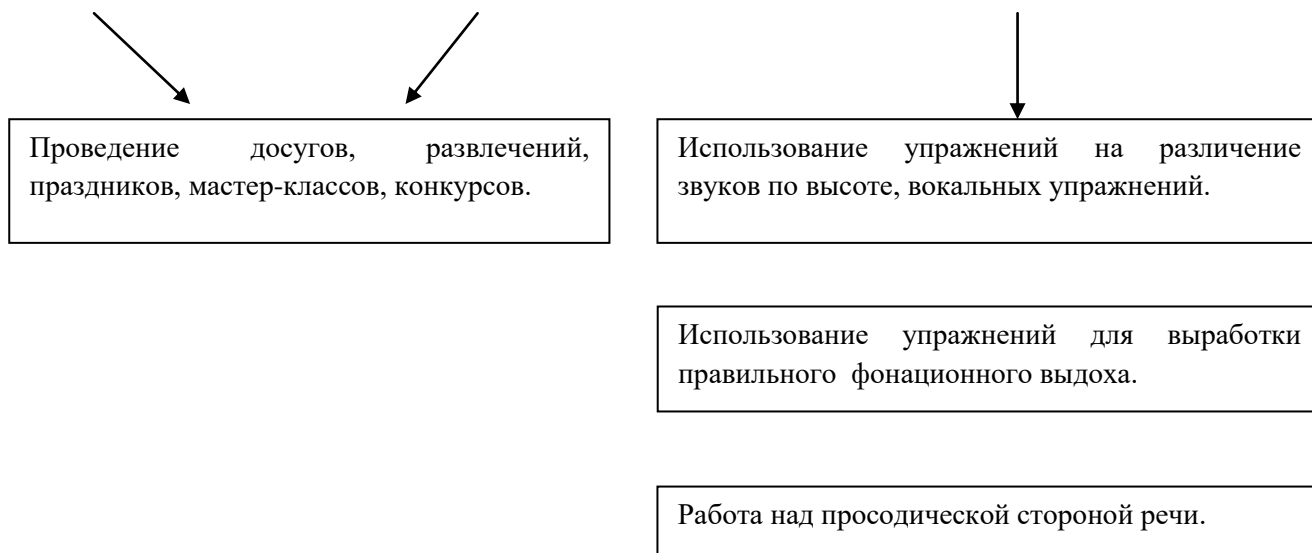 Проведение досугов, развлечений,
праздников, мастер-классов, конкурсов.
Использование упражнений на различение
звуков по высоте, вокальных упражнений.
Использование упражнений для выработки
правильного фонационного выдоха.
Работа над просодической стороной речи.